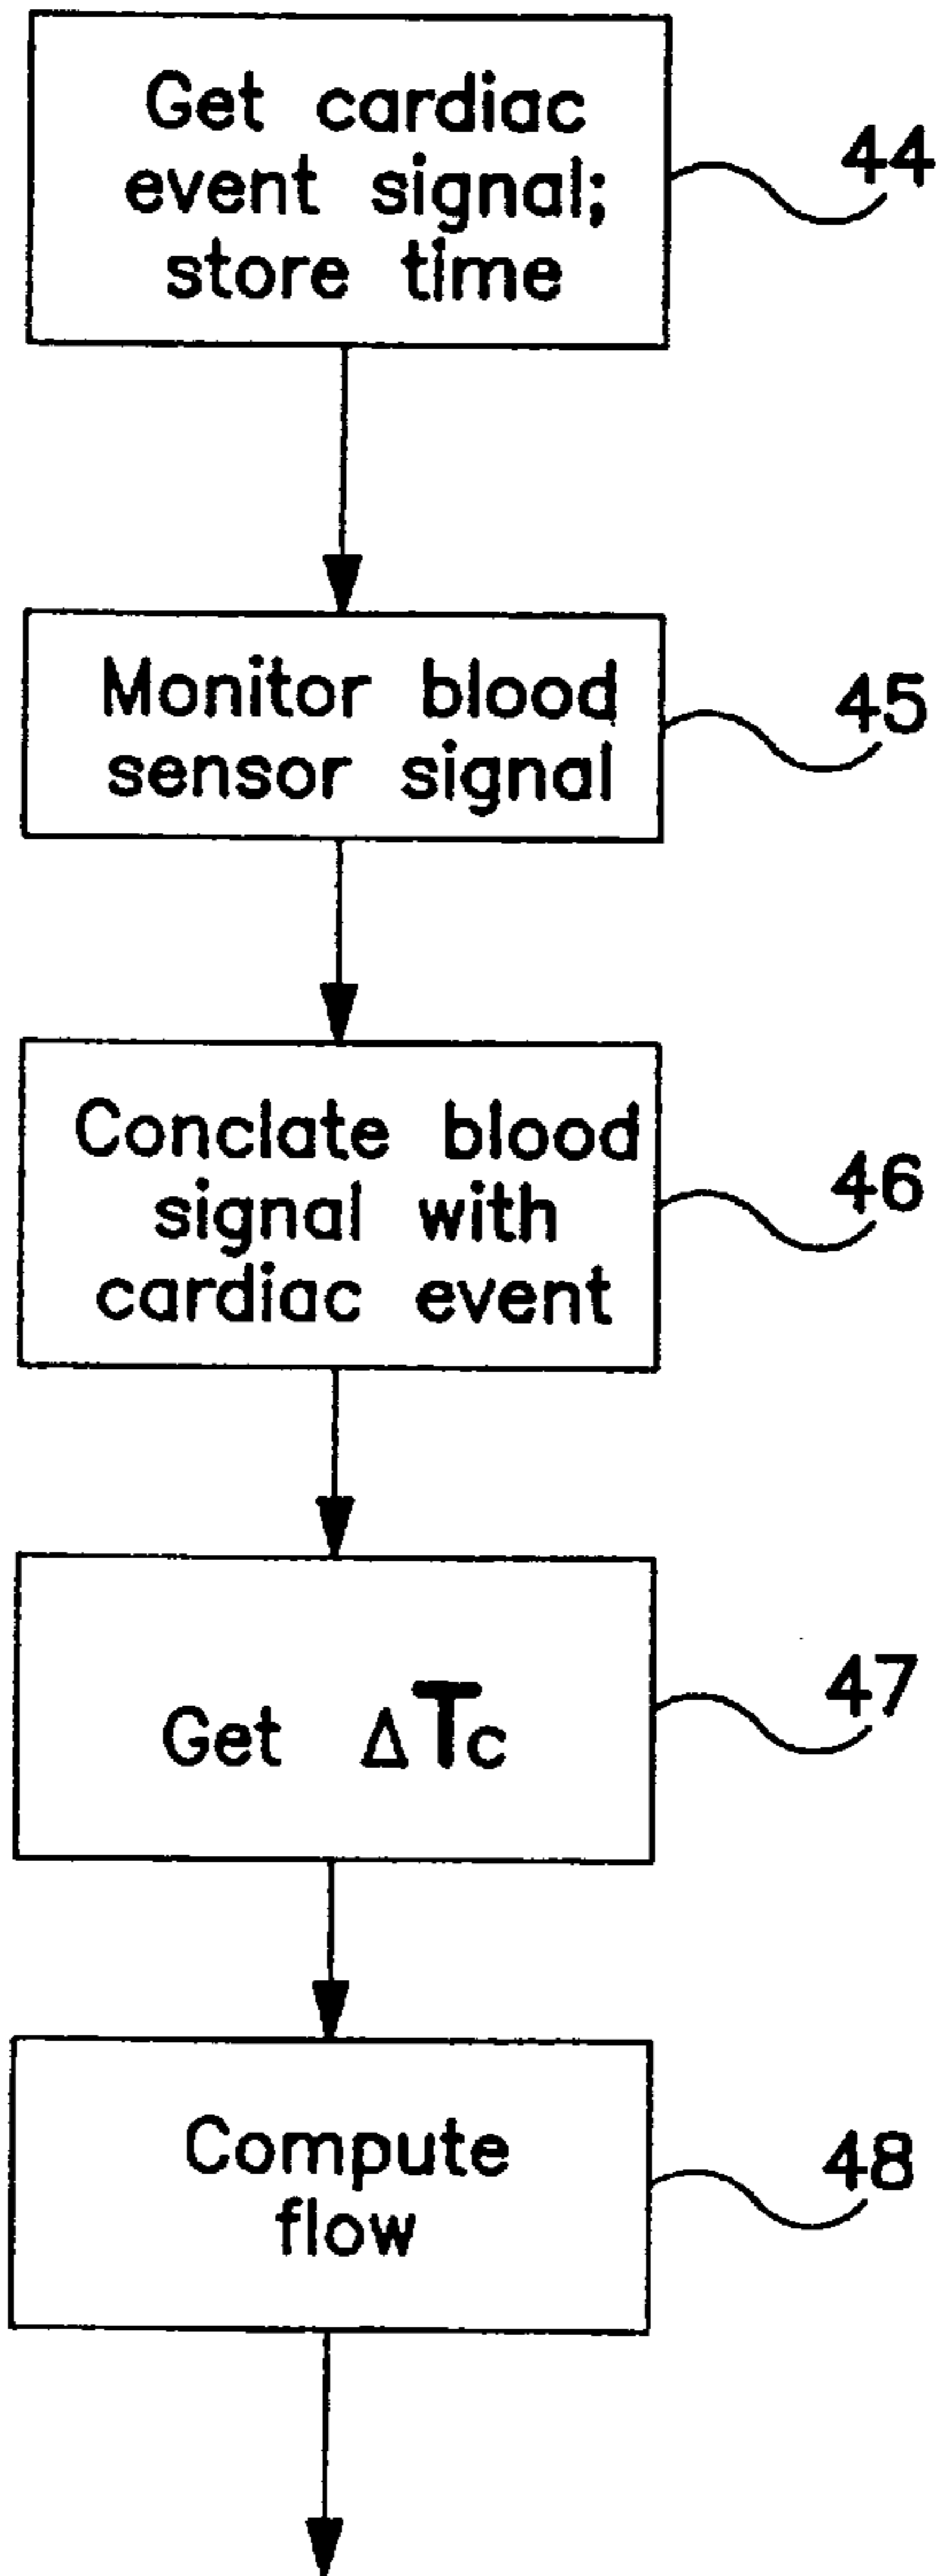 Get cardiac
event signal;
store time
44
Monitor blood
sensor signal
45
Conclate blood
signal with
cardiac event
46
Get ΔTc
47
Compute
flow
48